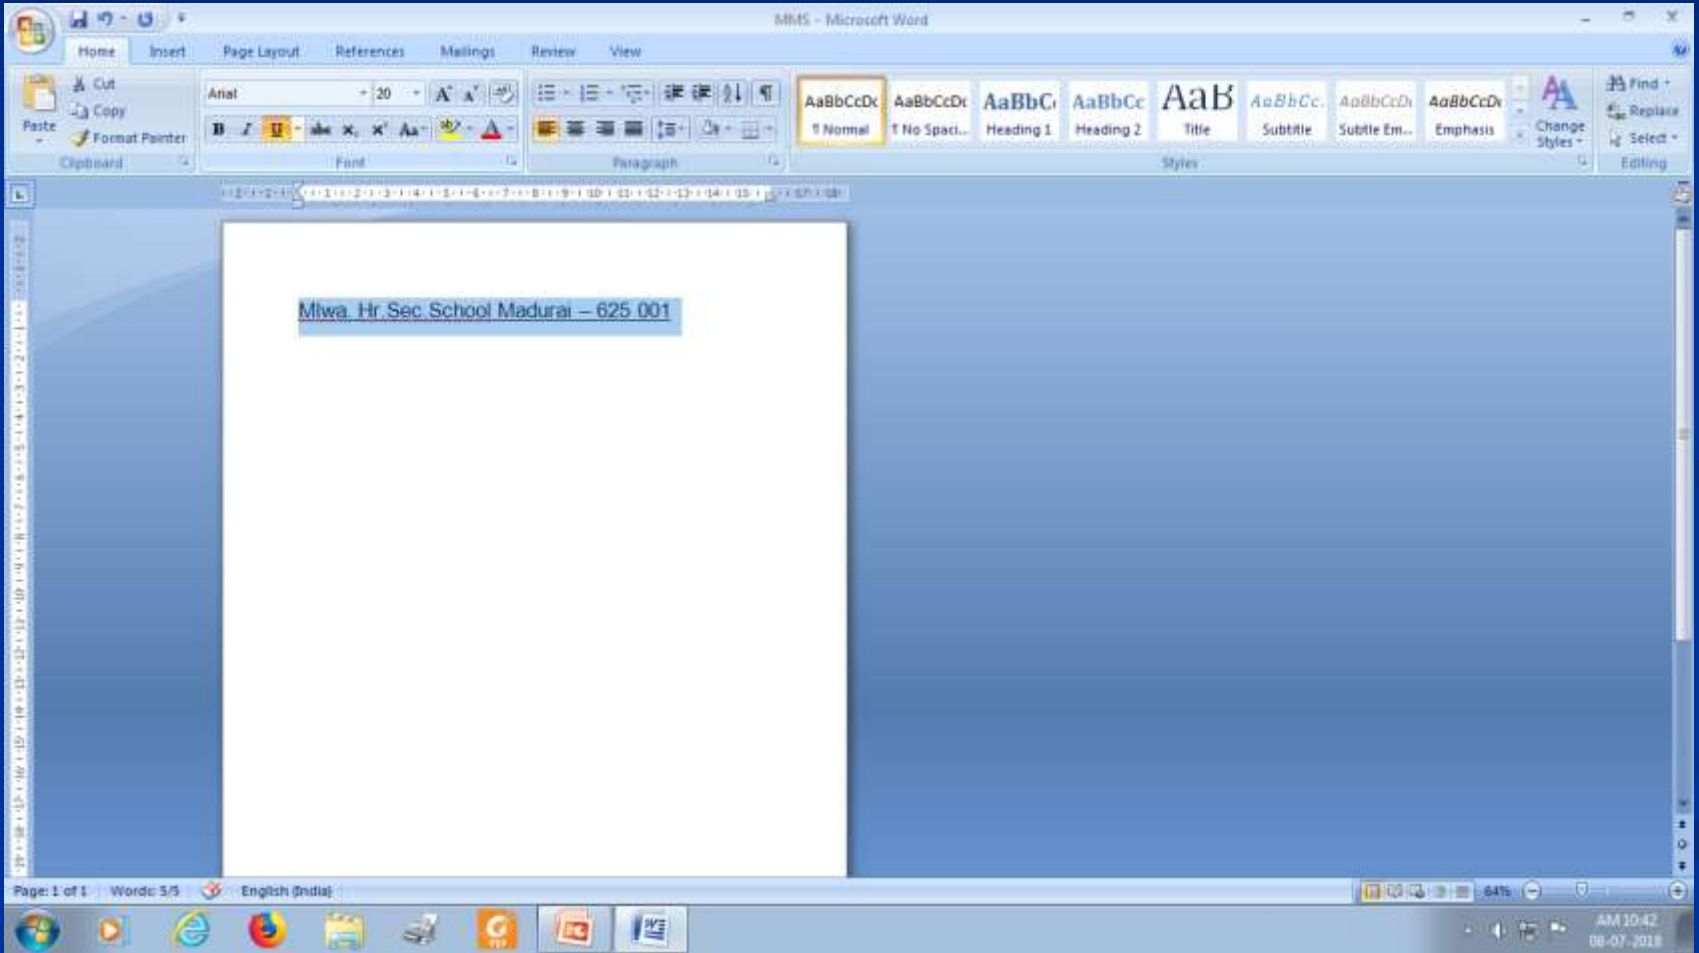 MMS - Microsoft Word
Home Insert Page Layout References Mailings Review View
Cut
Copy
Format Painter
Paste
Clipboard
Arial 20
Font
Paragraph
AaBbCcDc AaBbCcDc AaBbC AaBbCc AaB AaBbCc. AaBbCcDi AaBbCcDi
¶ Normal ¶ No Spaci... Heading 1 Heading 2 Title Subtitle Subtle Em... Emphasis
Change Styles
Styles
Find
Replace
Select
Editing
Mlwa. Hr.Sec.School Madurai – 625 001
Page: 1 of 1 Words: 5/5 English (India) 64%
AM 10:42
08-07-2018